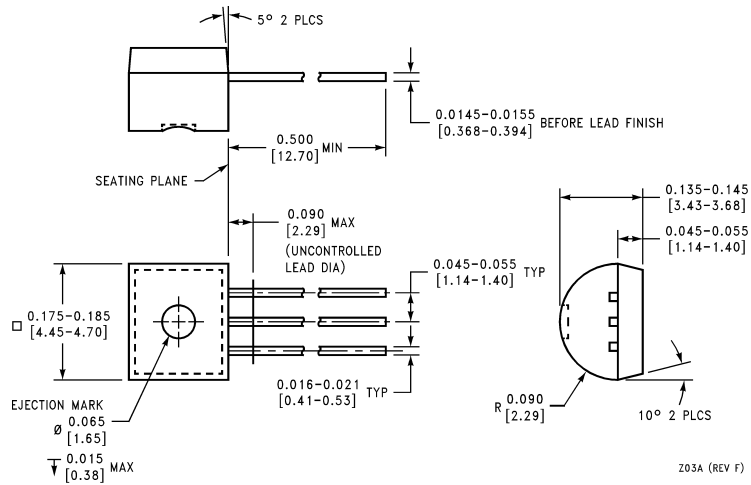 5° 2 PLCS
0.0145-0.0155
[0.368-0.394]
BEFORE LEAD FINISH
0.500
[12.70]
MIN
SEATING PLANE
0.135-0.145
[3.43-3.68]
0.090
[2.29]
MAX
(UNCONTROLLED
LEAD DIA)
0.045-0.055
[1.14-1.40]
0.045-0.055
[1.14-1.40]
TYP
0.175-0.185
[4.45-4.70]
0.016-0.021
[0.41-0.53]
TYP
EJECTION MARK
ø 0.065
[1.65]
0.015
[0.38]
MAX
R 0.090
[2.29]
10° 2 PLCS
Z03A (REV F)